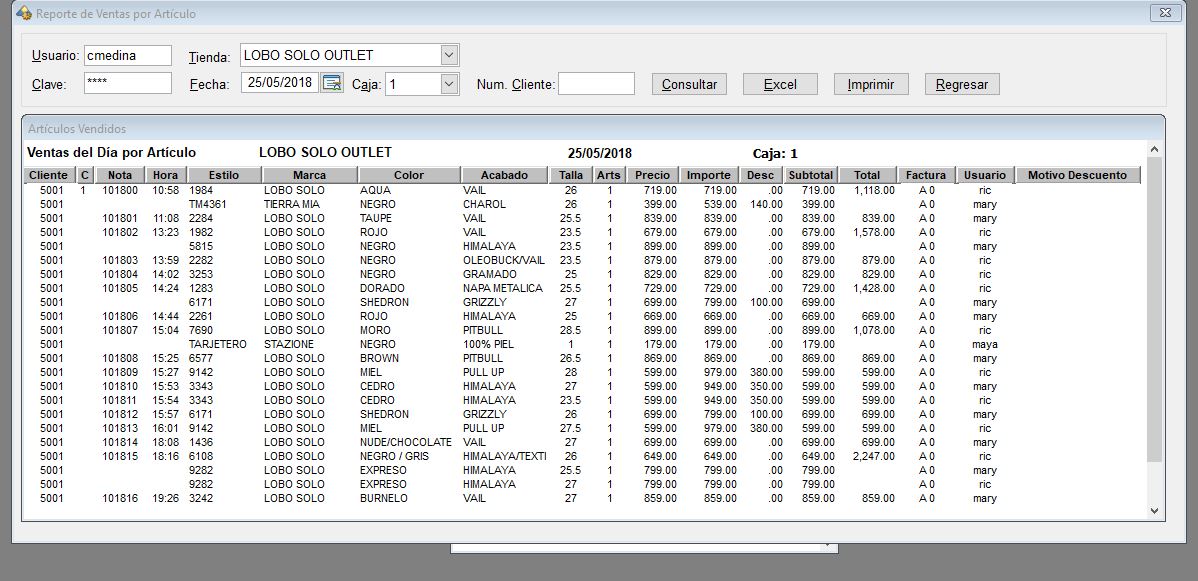 Reporte de Ventas por Artículo
Usuario: cmedina Tienda: LOBO SOLO OUTLET
Clave: **** Fecha: 25/05/2018 Caja: 1 Num. Cliente: Consultar Excel Imprimir Regresar
Artículos Vendidos
Ventas del Día por Artículo LOBO SOLO OUTLET 25/05/2018 Caja: 1
Cliente C Nota Hora Estilo Marca Color Acabado Talla Arts Precio Importe Desc Subtotal Total Factura Usuario Motivo Descuento
5001 1 101800 10:58 1984 LOBO SOLO AQUA VAIL 26 1 719.00 719.00 .00 719.00 1,118.00 A 0 ric
5001 TM4361 TIERRA MIA NEGRO CHAROL 26 1 399.00 539.00 140.00 399.00 A 0 mary
5001 101801 11:08 2284 LOBO SOLO TAUPE VAIL 25.5 1 839.00 839.00 .00 839.00 839.00 A 0 mary
5001 101802 13:23 1982 LOBO SOLO ROJO VAIL 23.5 1 679.00 679.00 .00 679.00 1,578.00 A 0 ric
5001 5815 LOBO SOLO NEGRO HIMALAYA 23.5 1 899.00 899.00 .00 899.00 A 0 mary
5001 101803 13:59 2282 LOBO SOLO NEGRO OLEOBUCK/VAIL 23.5 1 879.00 879.00 .00 879.00 879.00 A 0 ric
5001 101804 14:02 3253 LOBO SOLO NEGRO GRAMADO 25 1 829.00 829.00 .00 829.00 829.00 A 0 ric
5001 101805 14:24 1283 LOBO SOLO DORADO NAPA METALICA 25.5 1 729.00 729.00 .00 729.00 1,428.00 A 0 ric
5001 6171 LOBO SOLO SHEDRON GRIZZLY 27 1 699.00 799.00 100.00 699.00 A 0 mary
5001 101806 14:44 2261 LOBO SOLO ROJO HIMALAYA 25 1 669.00 669.00 .00 669.00 669.00 A 0 mary
5001 101807 15:04 7690 LOBO SOLO MORO PITBULL 28.5 1 899.00 899.00 .00 899.00 1,078.00 A 0 ric
5001 TARJETERO STAZIONE NEGRO 100% PIEL 1 1 179.00 179.00 .00 179.00 A 0 maya
5001 101808 15:25 6577 LOBO SOLO BROWN PITBULL 26.5 1 869.00 869.00 .00 869.00 869.00 A 0 mary
5001 101809 15:27 9142 LOBO SOLO MIEL PULL UP 28 1 599.00 979.00 380.00 599.00 599.00 A 0 ric
5001 101810 15:53 3343 LOBO SOLO CEDRO HIMALAYA 27 1 599.00 949.00 350.00 599.00 599.00 A 0 mary
5001 101811 15:54 3343 LOBO SOLO CEDRO HIMALAYA 23.5 1 599.00 949.00 350.00 599.00 599.00 A 0 ric
5001 101812 15:57 6171 LOBO SOLO SHEDRON GRIZZLY 26 1 699.00 799.00 100.00 699.00 699.00 A 0 mary
5001 101813 16:01 9142 LOBO SOLO MIEL PULL UP 27.5 1 599.00 979.00 380.00 599.00 599.00 A 0 ric
5001 101814 18:08 1436 LOBO SOLO NUDE/CHOCOLATE VAIL 27 1 699.00 699.00 .00 699.00 699.00 A 0 mary
5001 101815 18:16 6108 LOBO SOLO NEGRO / GRIS HIMALAYA/TEXTI 26 1 649.00 649.00 .00 649.00 2,247.00 A 0 ric
5001 9282 LOBO SOLO EXPRESO HIMALAYA 25.5 1 799.00 799.00 .00 799.00 A 0 mary
5001 9282 LOBO SOLO EXPRESO HIMALAYA 27 1 799.00 799.00 .00 799.00 A 0 ric
5001 101816 19:26 3242 LOBO SOLO BURNELO VAIL 27 1 859.00 859.00 .00 859.00 859.00 A 0 mary